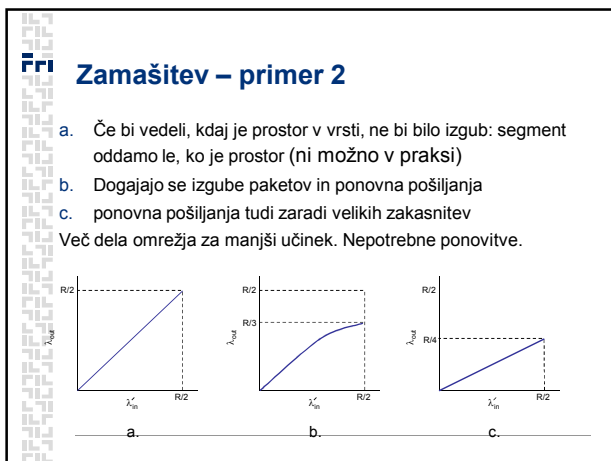 Fri
Zamašitev – primer 2
a. Če bi vedeli, kdaj je prostor v vrsti, ne bi bilo izgub: segment
oddamo le, ko je prostor (ni možno v praksi)
b. Dogajajo se izgube paketov in ponovna pošiljanja
c. ponovna pošiljanja tudi zaradi velikih zakasnitev
Več dela omrežja za manjši učinek. Nepotrebne ponovitve.
R/2
λout
λ'in
R/2
a.
R/2
R/3
λout
λ'in
R/2
b.
R/2
R/4
λout
λ'in
R/2
c.